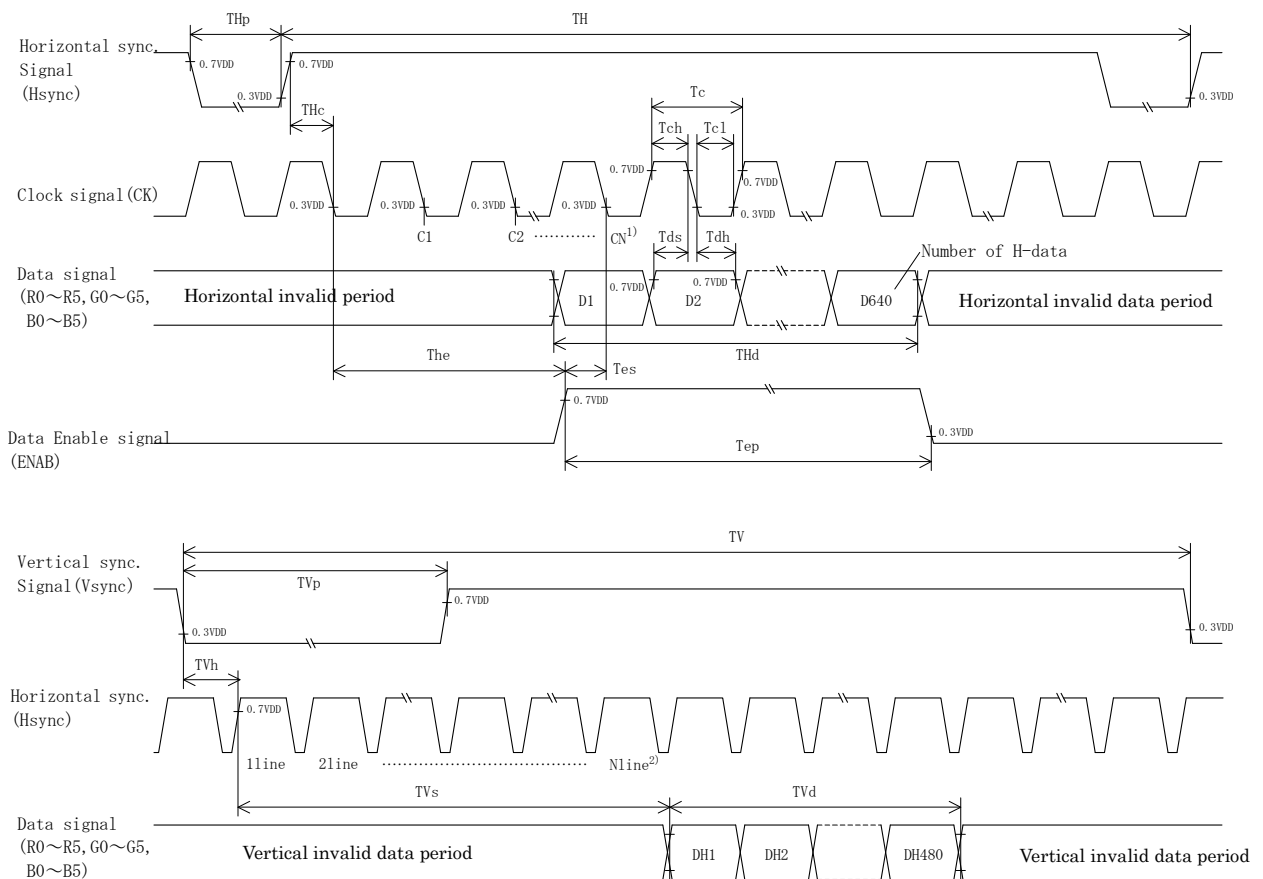 THp
TH
Horizontal sync.
Signal
(Hsync)
0.7VDD
0.7VDD
0.3VDD
0.3VDD
THc
Tc
Tch
Tcl
Clock signal(CK)
0.7VDD
0.7VDD
0.3VDD
0.3VDD
0.3VDD
0.3VDD
0.3VDD
C1
C2
…………
CN1)
Tds
Tdh
Number of H-data
Data signal
(R0～R5,G0～G5,
B0～B5)
Horizontal invalid period
D1
0.7VDD
D2
0.7VDD
D640
Horizontal invalid data period
THd
The
Tes
0.7VDD
Data Enable signal
(ENAB)
0.3VDD
Tep
TV
Vertical sync.
Signal(Vsync)
TVp
0.7VDD
0.3VDD
0.3VDD
TVh
Horizontal sync.
(Hsync)
0.7VDD
1line
2line
……………………………………
Nline2)
TVs
TVd
Data signal
(R0～R5,G0～G5,
B0～B5)
Vertical invalid data period
DH1
DH2
DH480
Vertical invalid data period